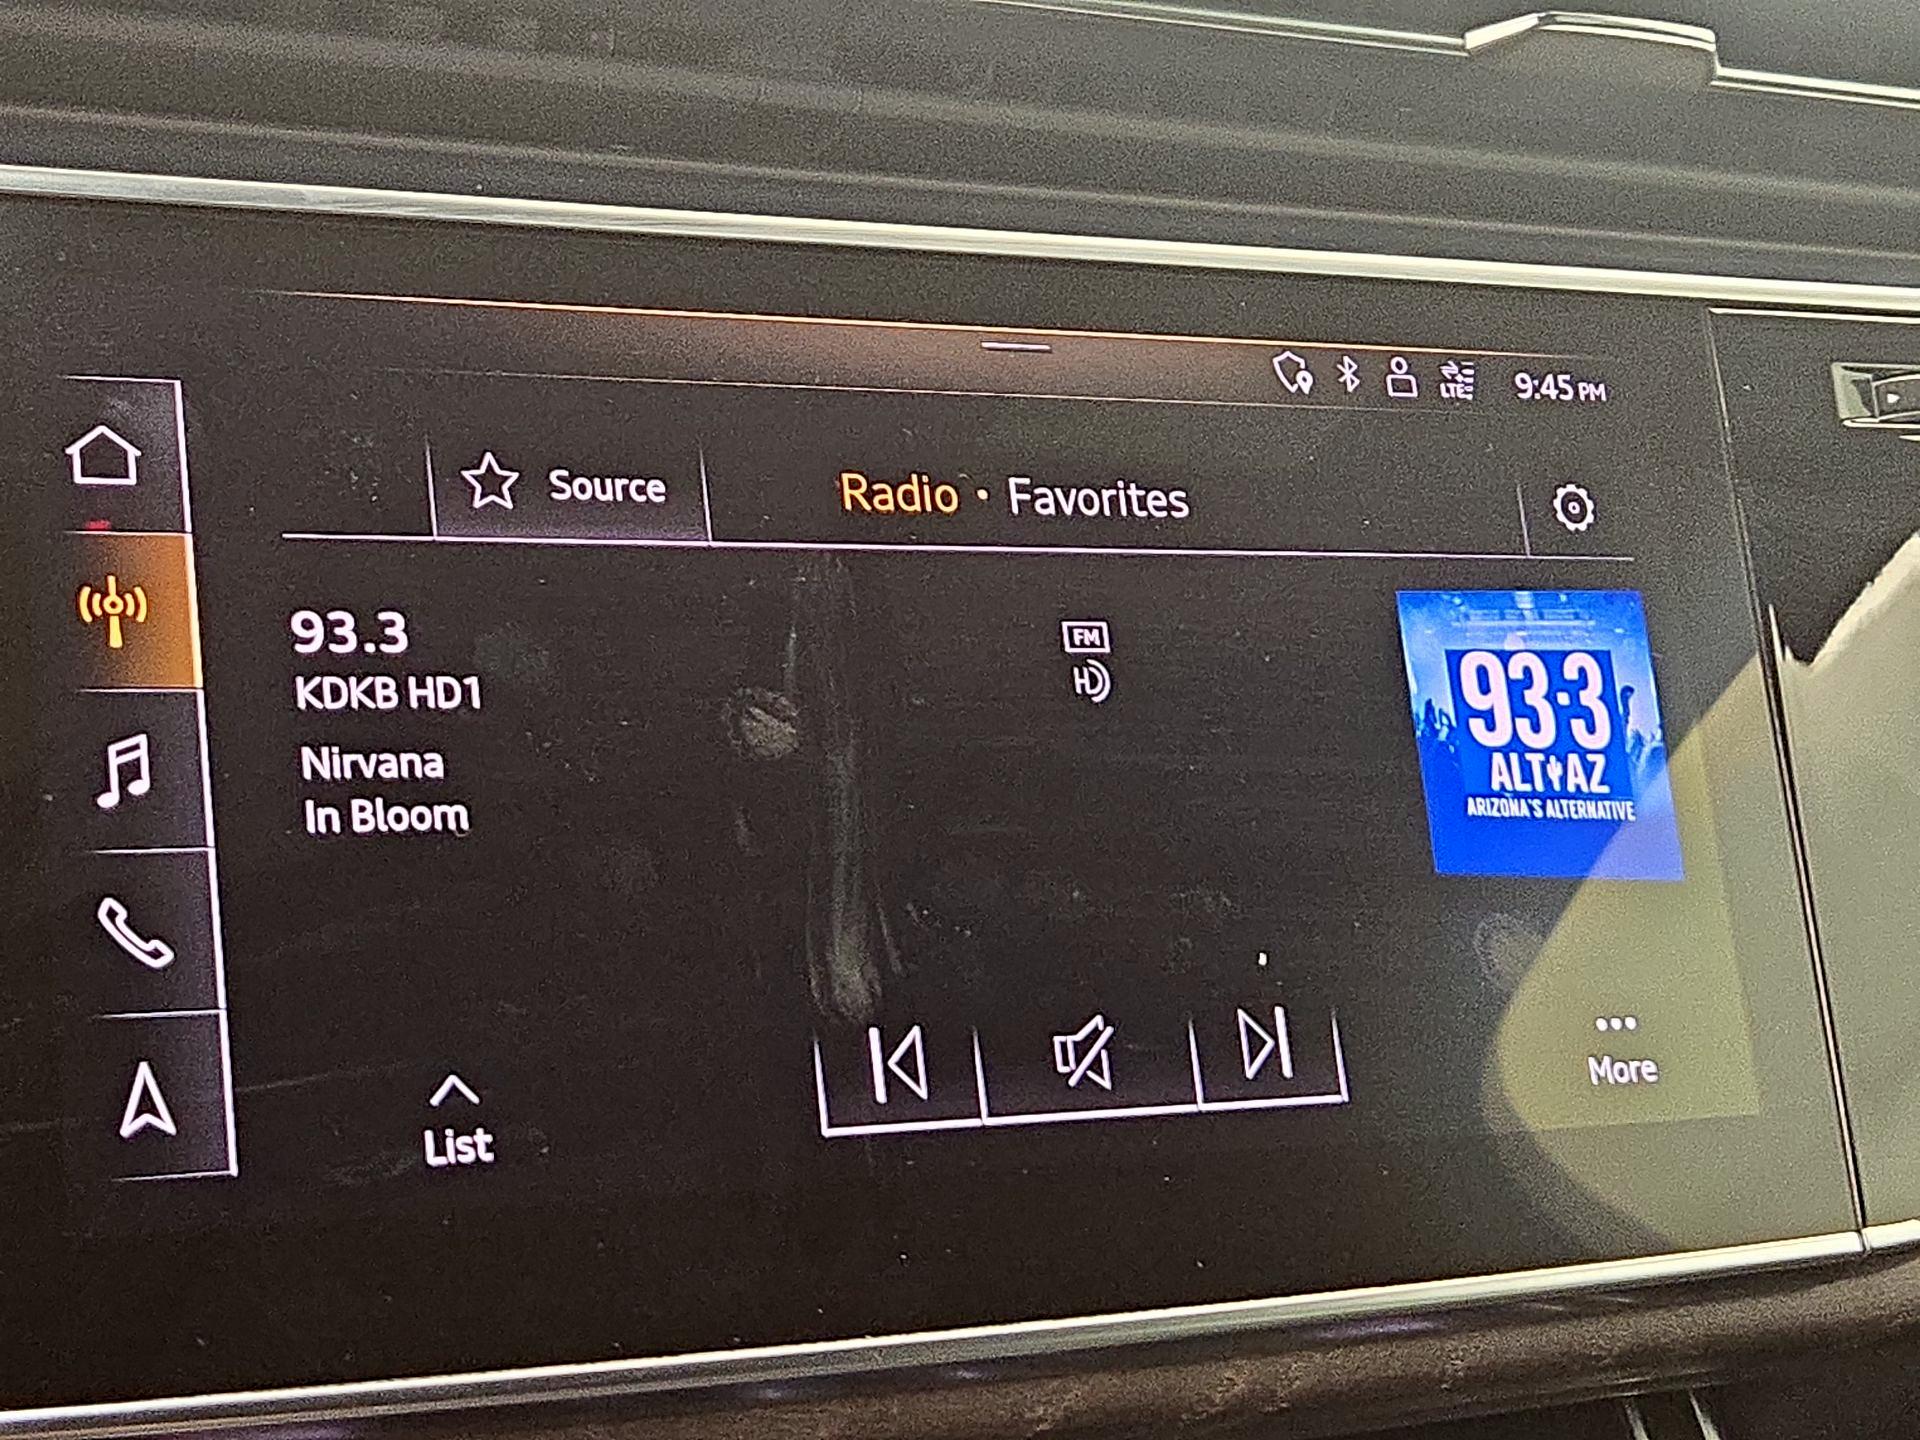 LTE
9:45 PM
Source
Radio • Favorites
93.3
KDKB HD1
Nirvana
In Bloom
FM
HD
93·3
ALT AZ
ARIZONA'S ALTERNATIVE
List
More